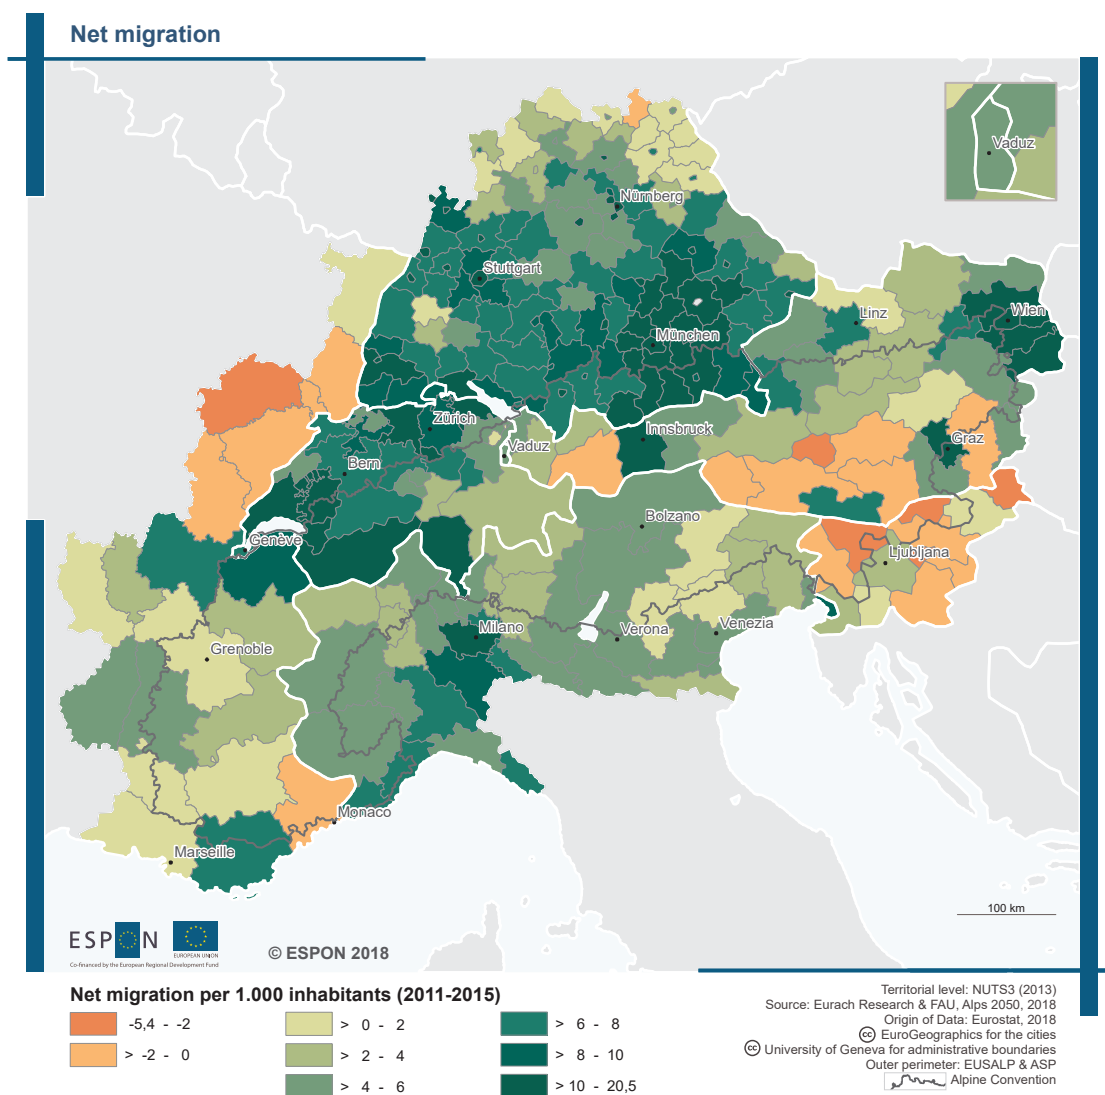 Net migration
Vaduz
Nürnberg
Stuttgart
Linz
Wien
München
Zürich
Innsbruck
Graz
Vaduz
Bern
Bolzano
Genève
Ljubljana
Milano
Verona
Venezia
Grenoble
Monaco
Marseille
100 km
ESPON
EUROPEAN UNION
Co-financed by the European Regional Development Fund
© ESPON 2018
Net migration per 1.000 inhabitants (2011-2015)
-5,4 - -2
> -2 - 0
> 0 - 2
> 2 - 4
> 4 - 6
> 6 - 8
> 8 - 10
> 10 - 20,5
Territorial level: NUTS3 (2013)
Source: Eurach Research & FAU, Alps 2050, 2018
Origin of Data: Eurostat, 2018
cc EuroGeographics for the cities
cc University of Geneva for administrative boundaries
Outer perimeter: EUSALP & ASP
Alpine Convention